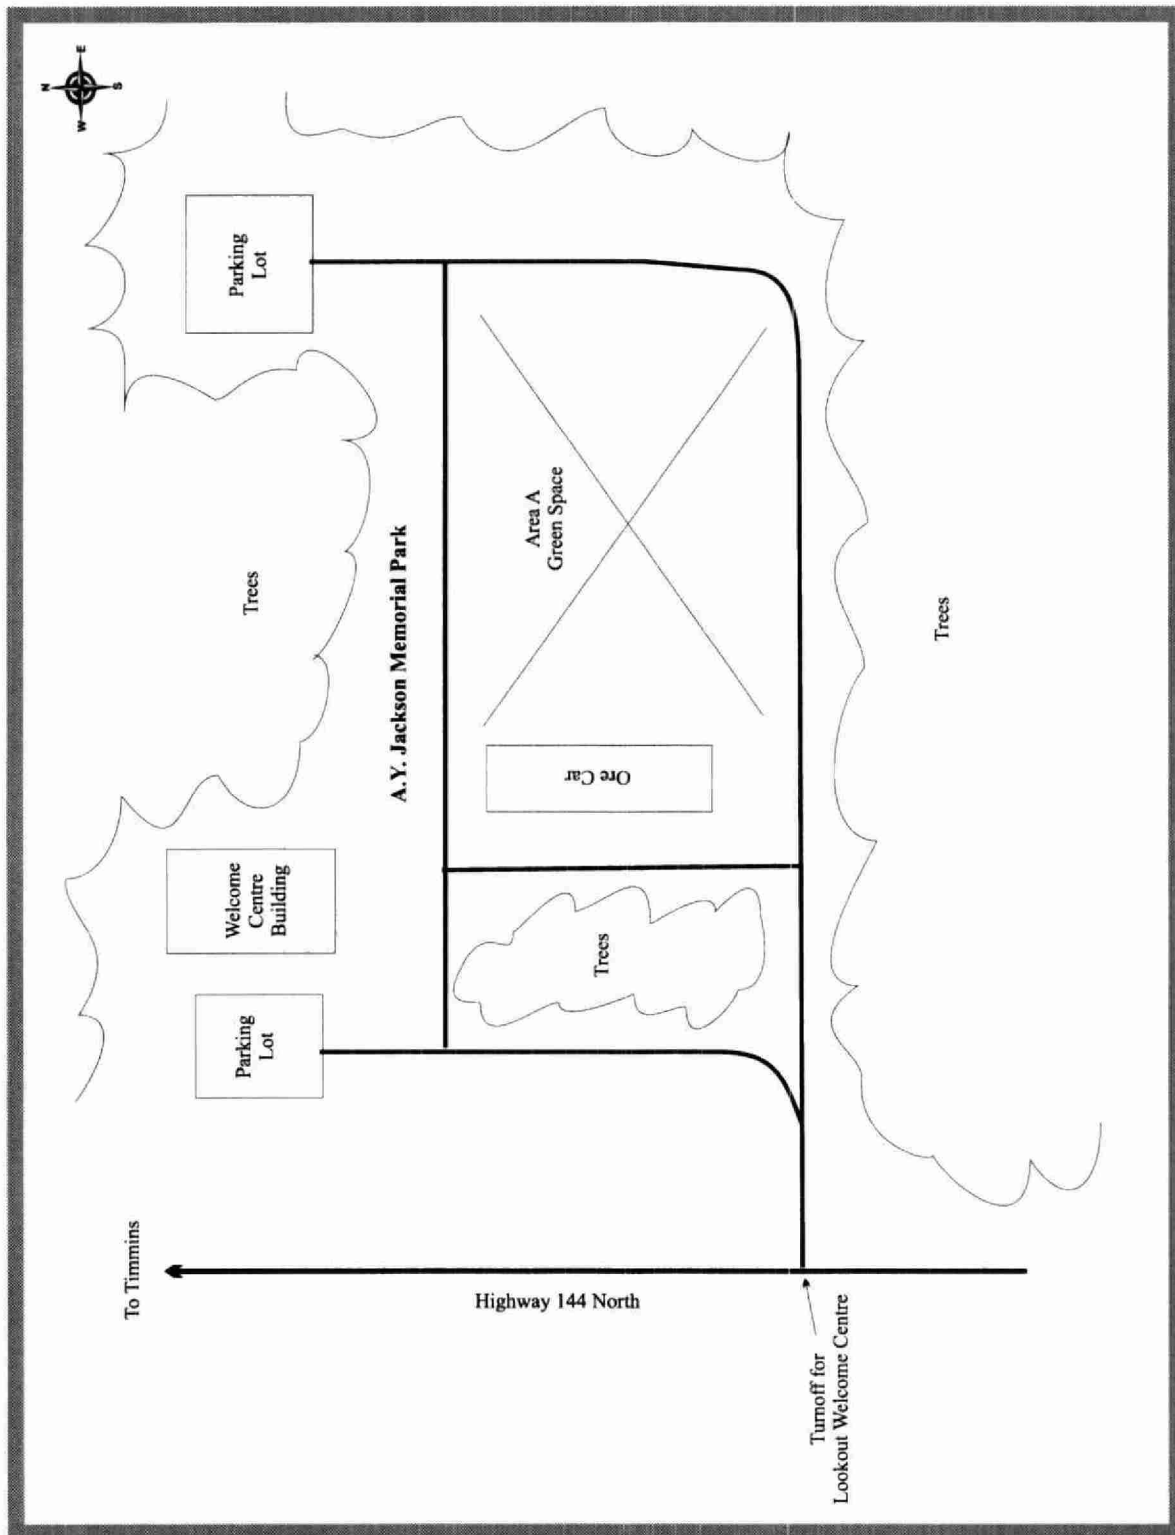 N
E
S
W
To Timmins
Highway 144 North
Turnoff for
Lookout Welcome Centre
Parking
Lot
Welcome
Centre
Building
Trees
Parking
Lot
A.Y. Jackson Memorial Park
Trees
Ore Car
Area A
Green Space
Trees